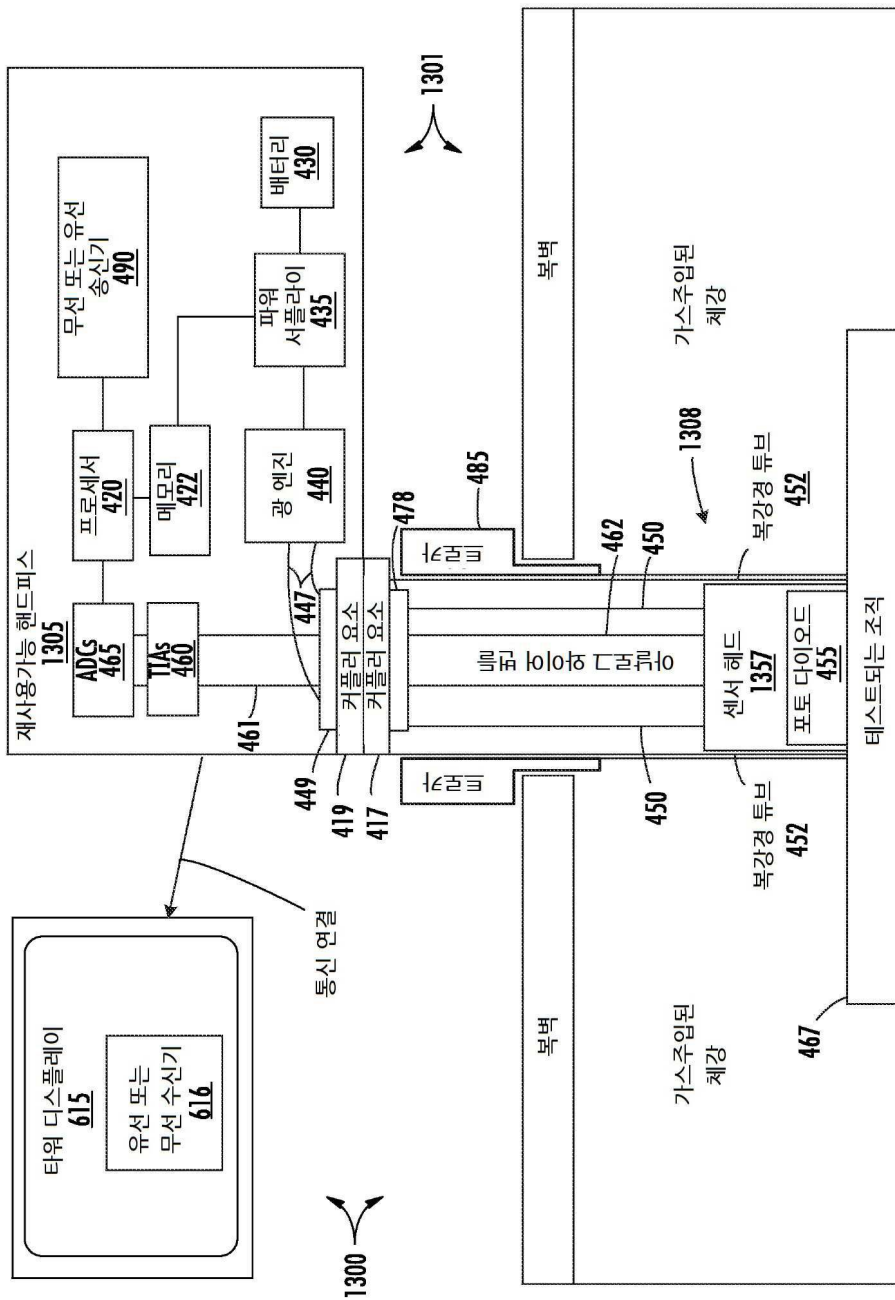 타워 디스플레이
615
유선 또는
무선 수신기
616
통신 연결
1300
재사용가능 핸드피스
1305
ADCs
465
TIAs
460
프로세서
420
메모리
422
무선 또는 유선
송신기
490
파워
서플라이
435
배터리
430
광 엔진
440
447
461
449
419
417
커플러 요소
커플러 요소
478
485
1301
트로카
트로카
462
450
450
아날로그 와이어 번들
1308
복벽
복벽
가스주입된
체강
가스주입된
체강
복강경 튜브
452
복강경 튜브
452
센서 헤드
1357
포토 다이오드
455
467
테스트되는 조직